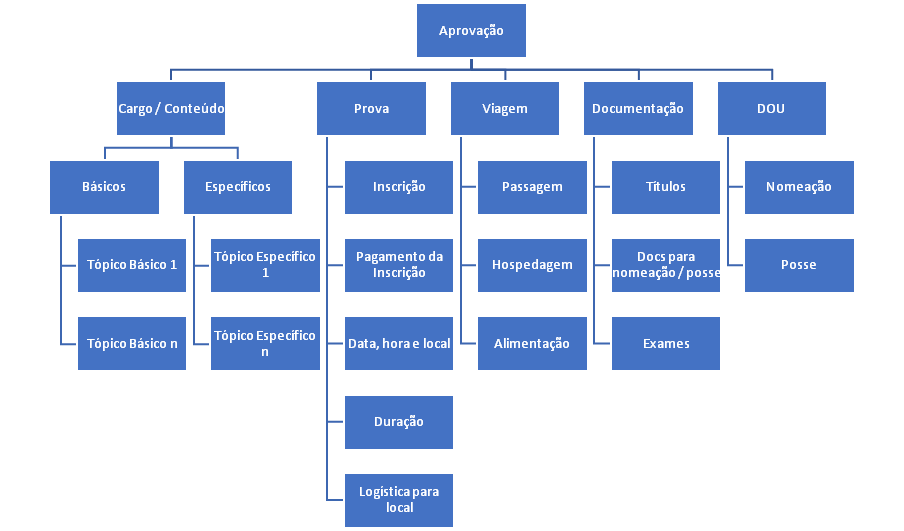 Aprovação
Cargo / Conteúdo
Prova
Viagem
Documentação
DOU
Básicos
Específicos
Inscrição
Passagem
Títulos
Nomeação
Tópico Básico 1
Tópico Específico
1
Pagamento da
Inscrição
Hospedagem
Docs para
nomeação / posse
Posse
Tópico Básico n
Tópico Específico
n
Data, hora e local
Alimentação
Exames
Duração
Logística para
local